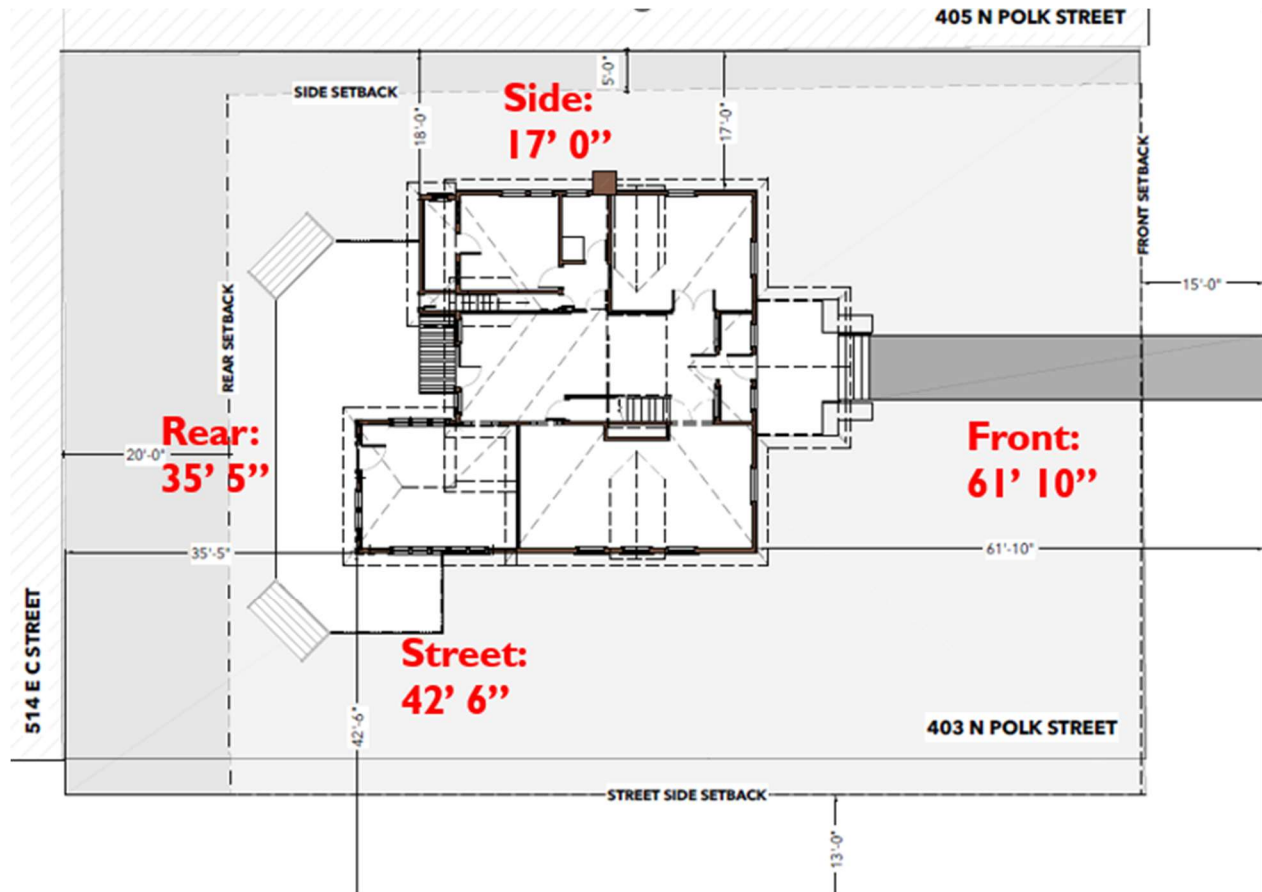 405 N POLK STREET
5'-0"
SIDE SETBACK
Side:
17’ 0”
18'-0"
17'-0"
FRONT SETBACK
15'-0"
REAR SETBACK
Rear:
35’ 5”
20'-0"
Front:
61’ 10”
35'-5"
61'-10"
514 E C STREET
Street:
42’ 6”
42'-6"
403 N POLK STREET
STREET SIDE SETBACK
13'-0"